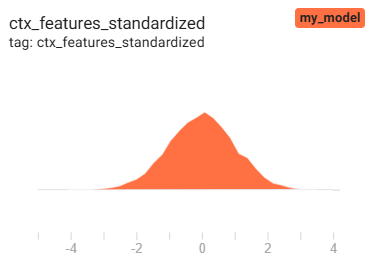 ctx_features_standardized
my_model
tag: ctx_features_standardized
-4 -2 0 2 4